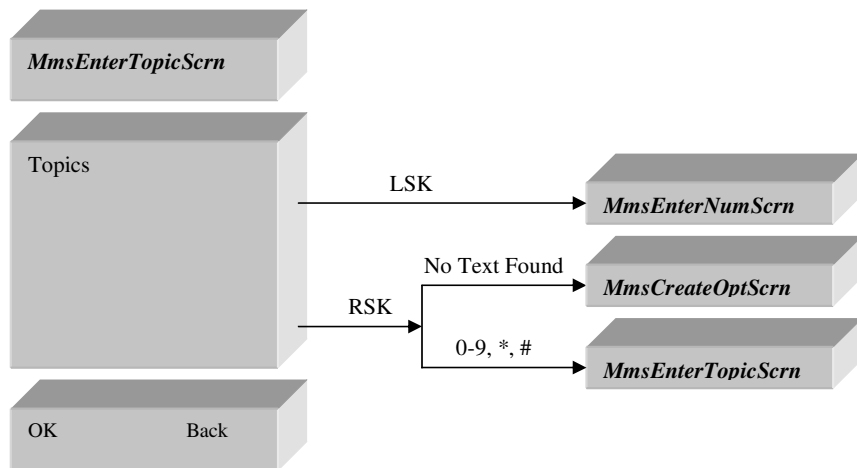 MmsEnterTopicScrn
Topics
LSK
MmsEnterNumScrn
No Text Found
MmsCreateOptScrn
RSK
0-9, *, #
MmsEnterTopicScrn
OK Back